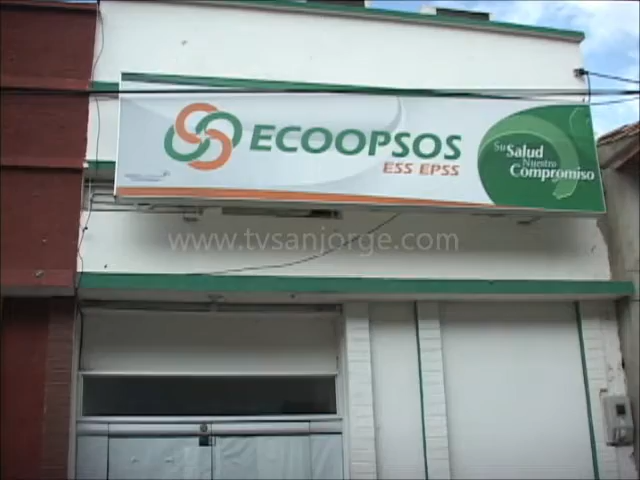 ECOOPSOS
ESS EPSS
Su Salud
Nuestro
Compromiso
www.tvsanjorge.com